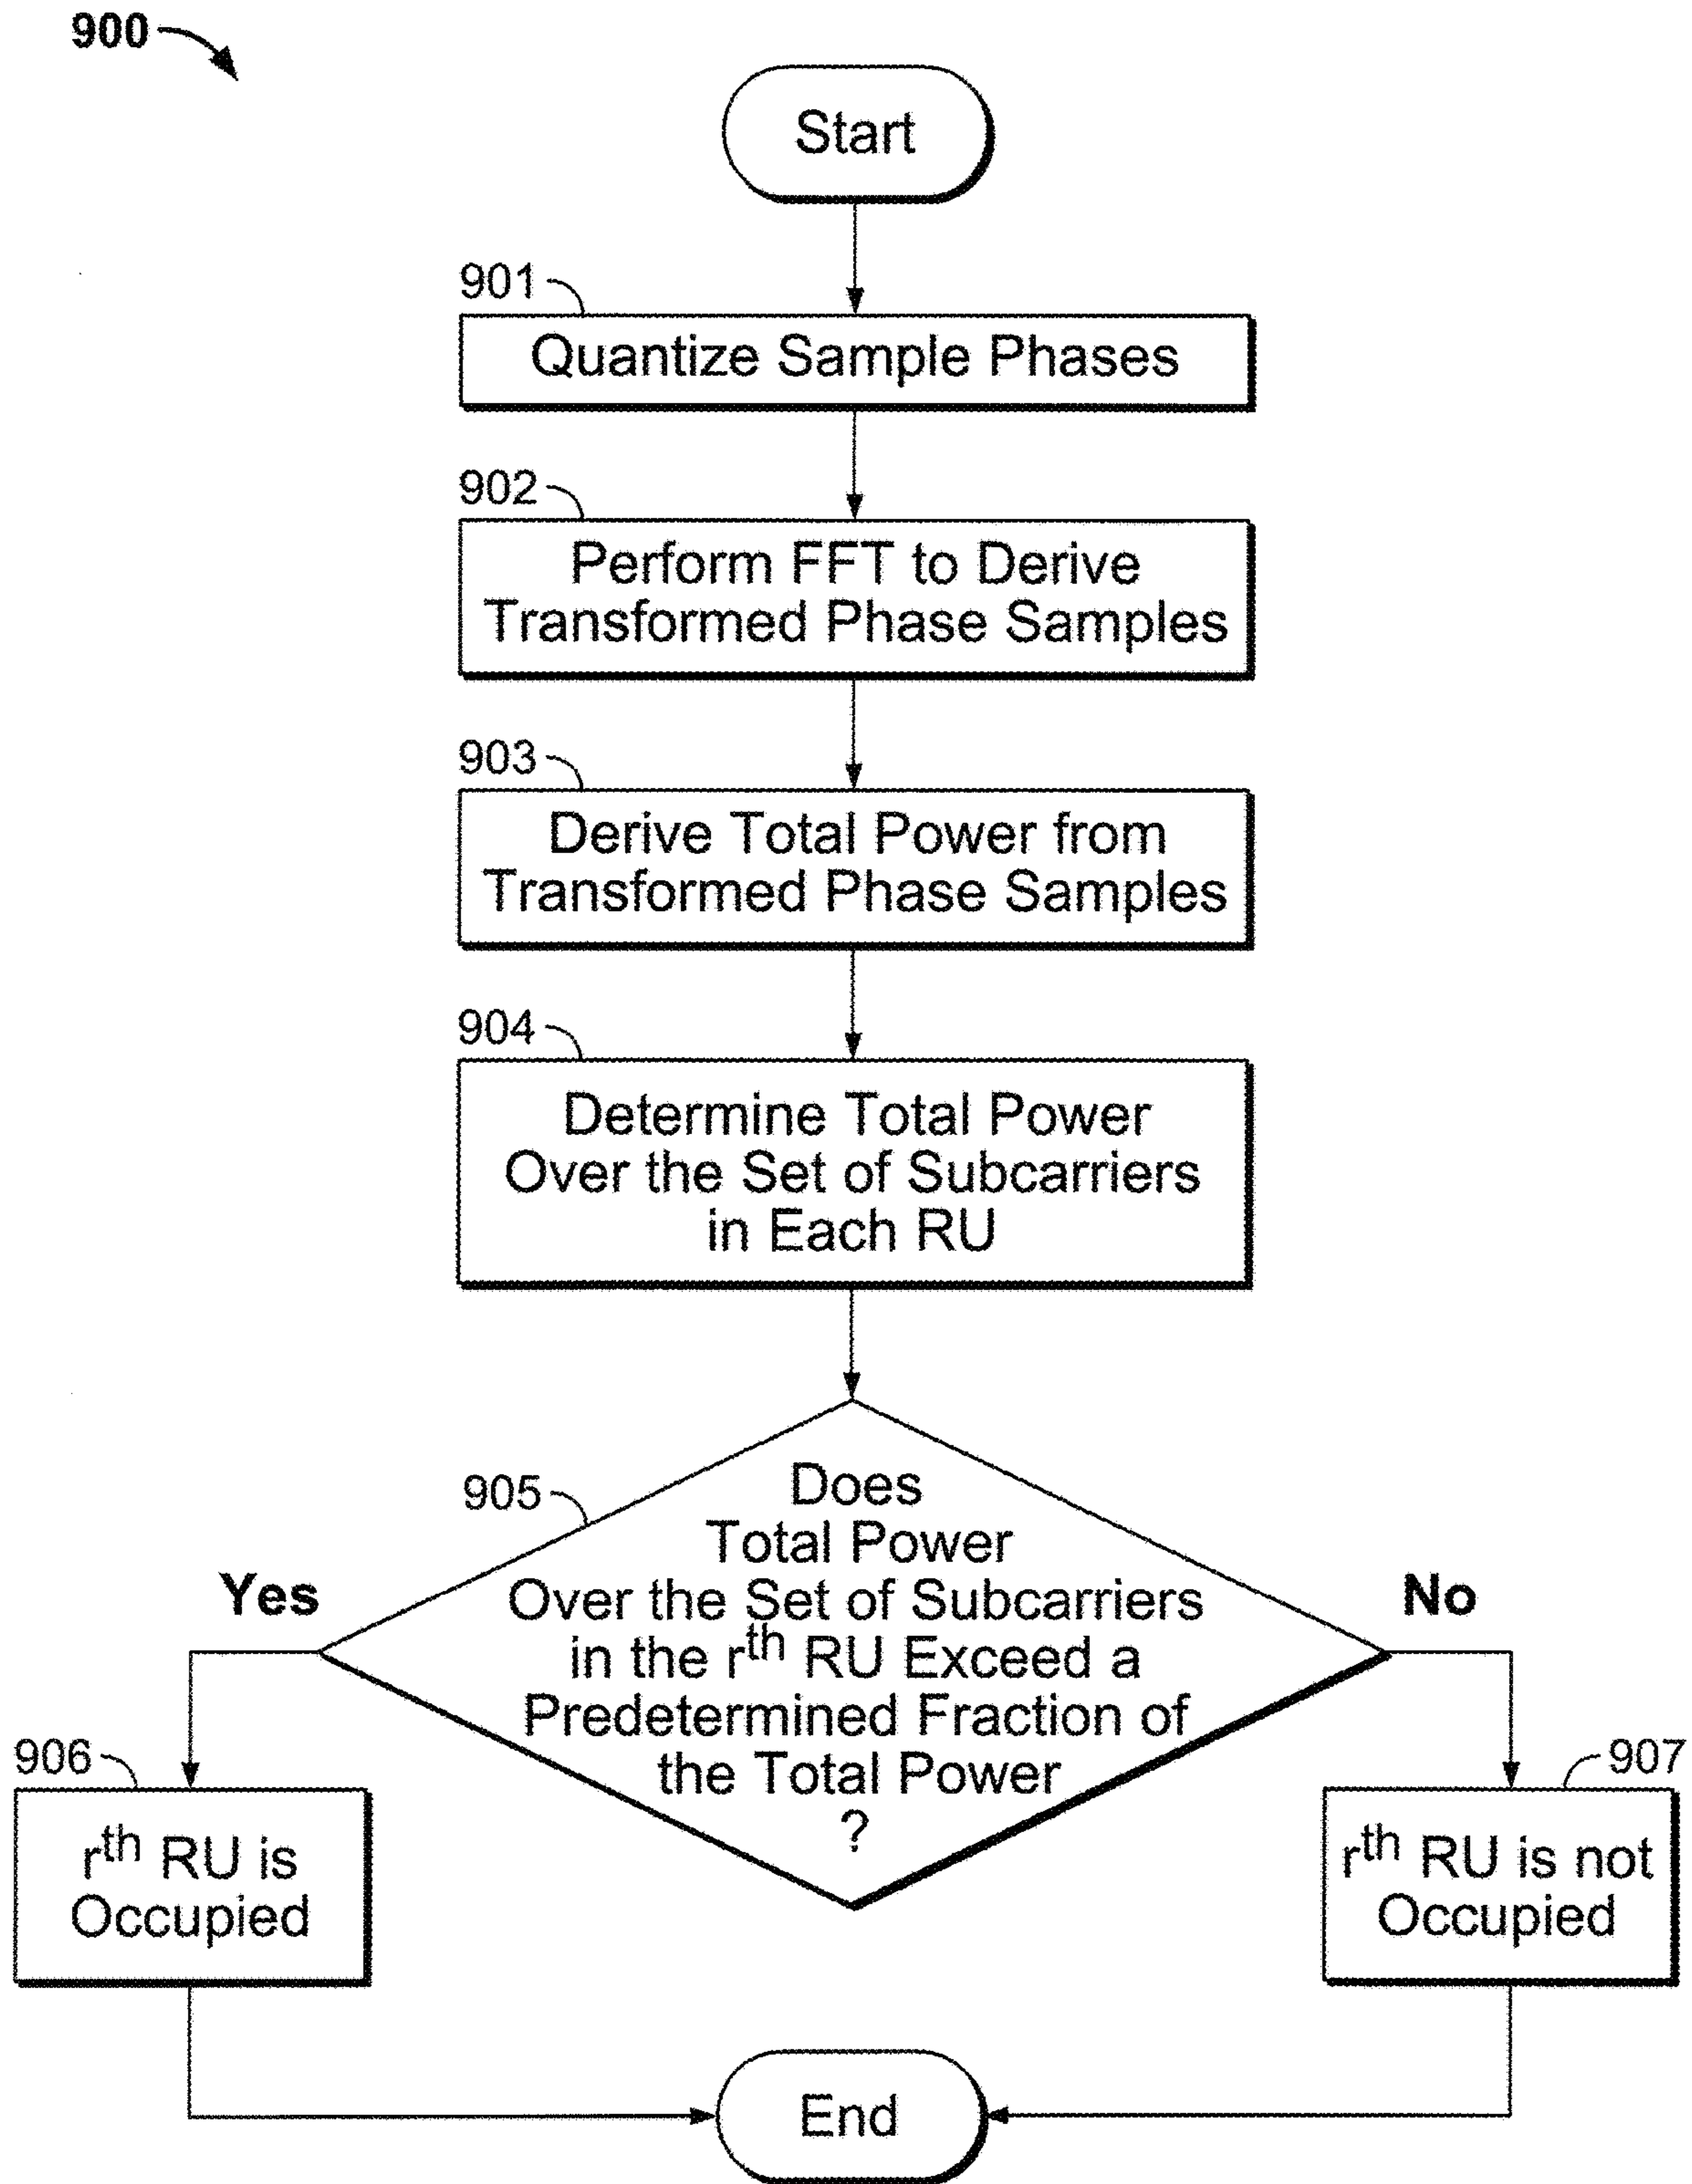 900
Start
901
Quantize Sample Phases
902
Perform FFT to Derive
Transformed Phase Samples
903
Derive Total Power from
Transformed Phase Samples
904
Determine Total Power
Over the Set of Subcarriers
in Each RU
905
Does
Total Power
Over the Set of Subcarriers
in the rth RU Exceed a
Predetermined Fraction of
the Total Power
?
Yes
No
906
rth RU is
Occupied
907
rth RU is not
Occupied
End